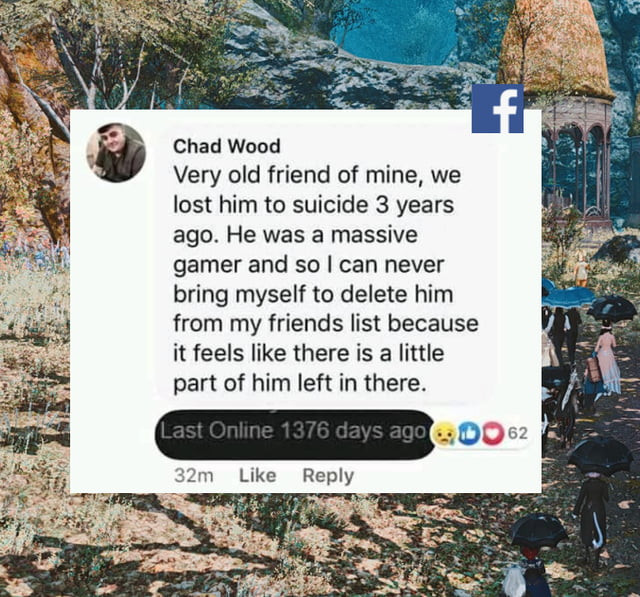 f
Chad Wood
Very old friend of mine, we
lost him to suicide 3 years
ago. He was a massive
gamer and so I can never
bring myself to delete him
from my friends list because
it feels like there is a little
part of him left in there.
Last Online 1376 days ago
62
32m Like Reply